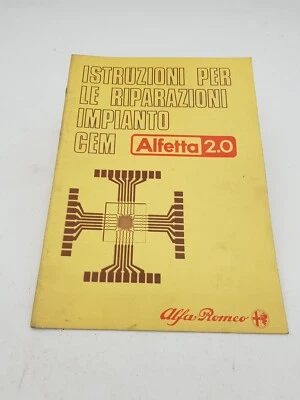 ISTRUZIONI PER
LE RIPARAZIONI
IMPIANTO
CEM Alfetta 2.0
Alfa Romeo